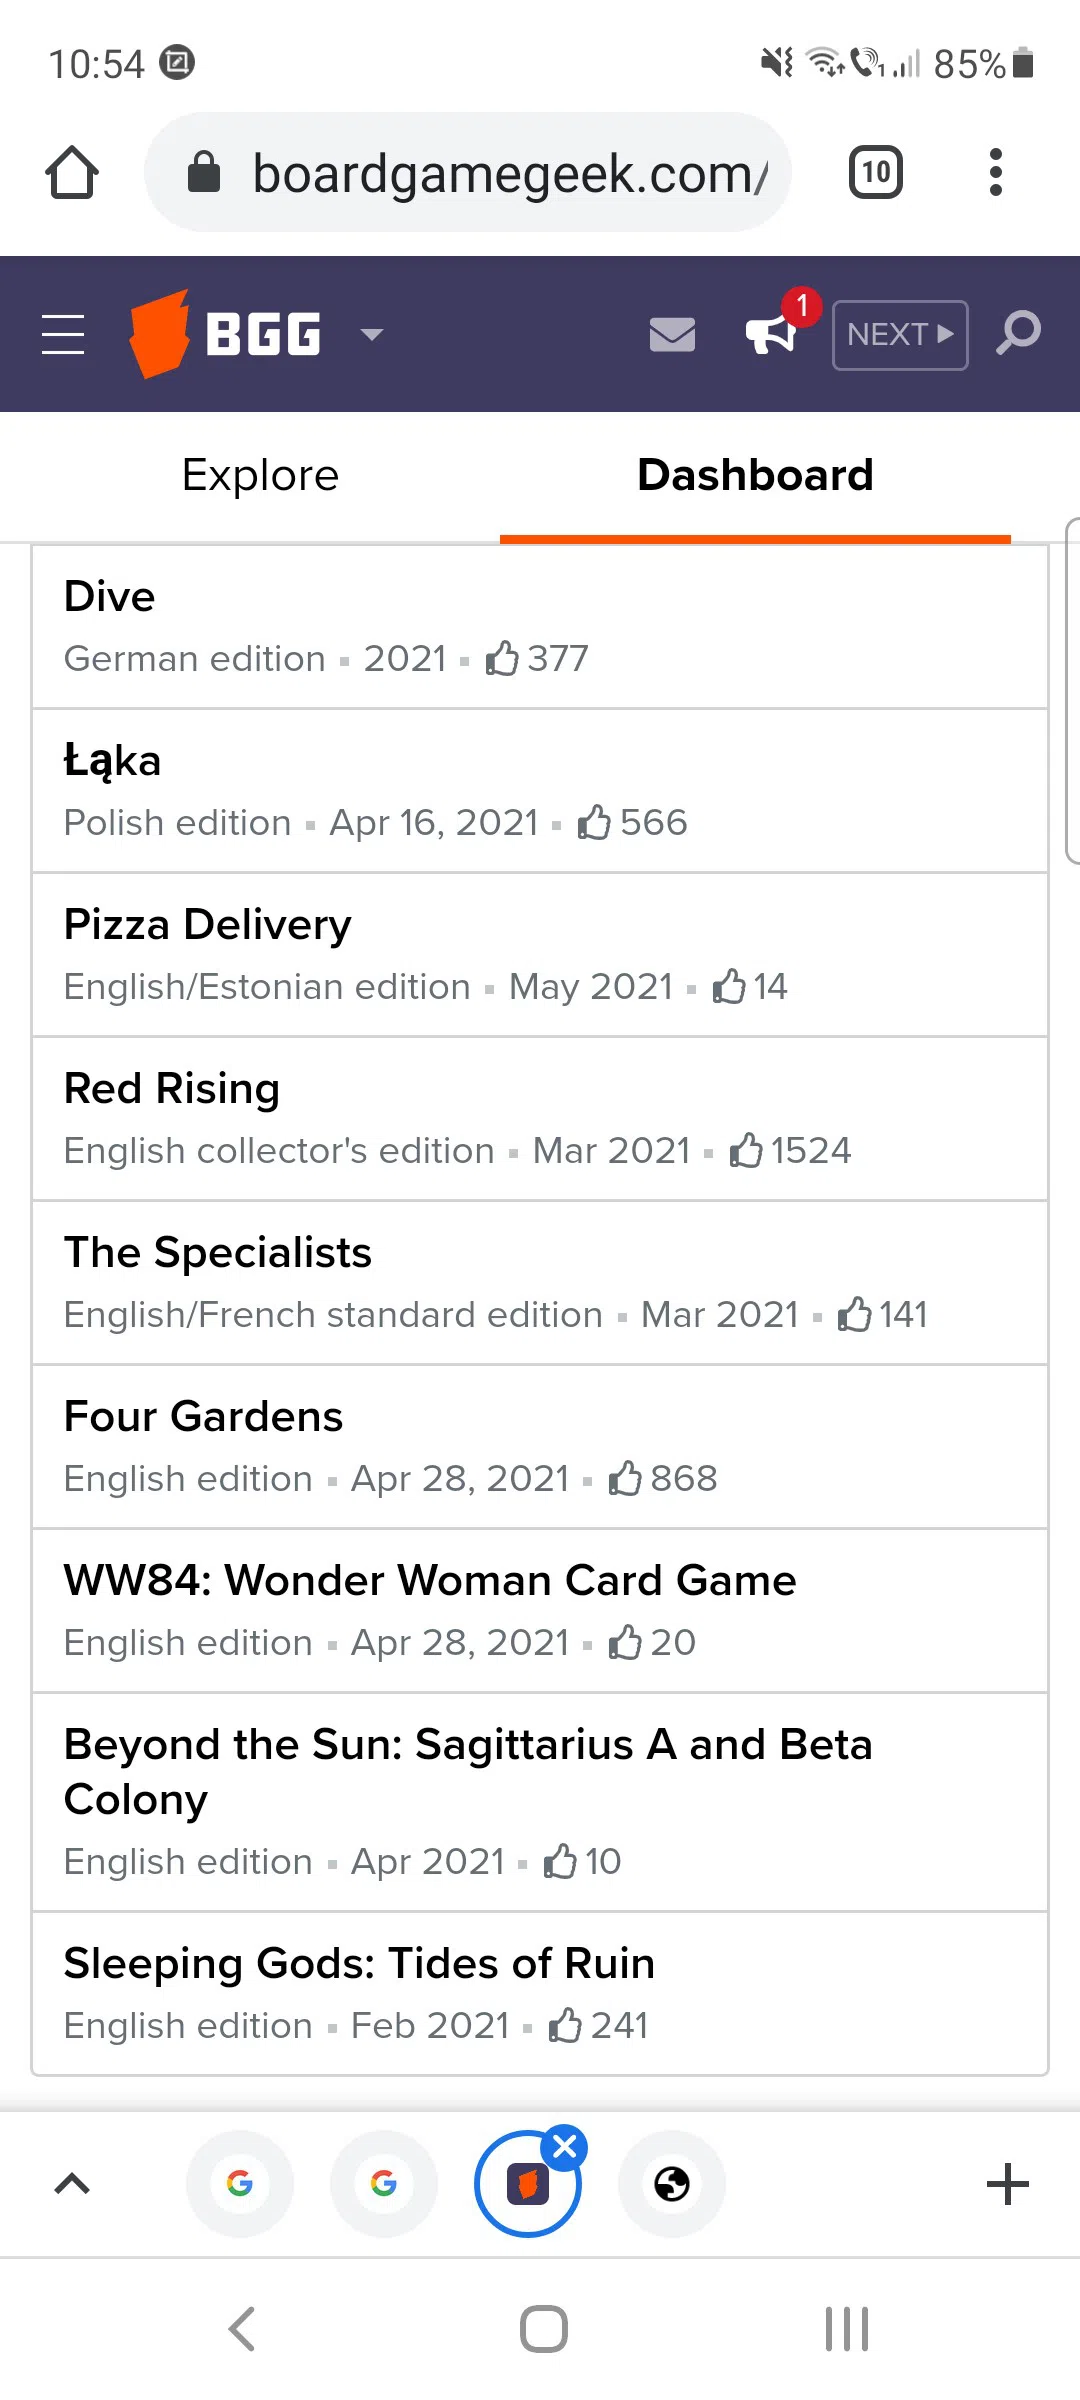 10:54 85%
boardgamegeek.com/
10
BGG 1 NEXT
Explore Dashboard
Dive
German edition ▪ 2021 ▪ 377
Łąka
Polish edition ▪ Apr 16, 2021 ▪ 566
Pizza Delivery
English/Estonian edition ▪ May 2021 ▪ 14
Red Rising
English collector's edition ▪ Mar 2021 ▪ 1524
The Specialists
English/French standard edition ▪ Mar 2021 ▪ 141
Four Gardens
English edition ▪ Apr 28, 2021 ▪ 868
WW84: Wonder Woman Card Game
English edition ▪ Apr 28, 2021 ▪ 20
Beyond the Sun: Sagittarius A and Beta
Colony
English edition ▪ Apr 2021 ▪ 10
Sleeping Gods: Tides of Ruin
English edition ▪ Feb 2021 ▪ 241